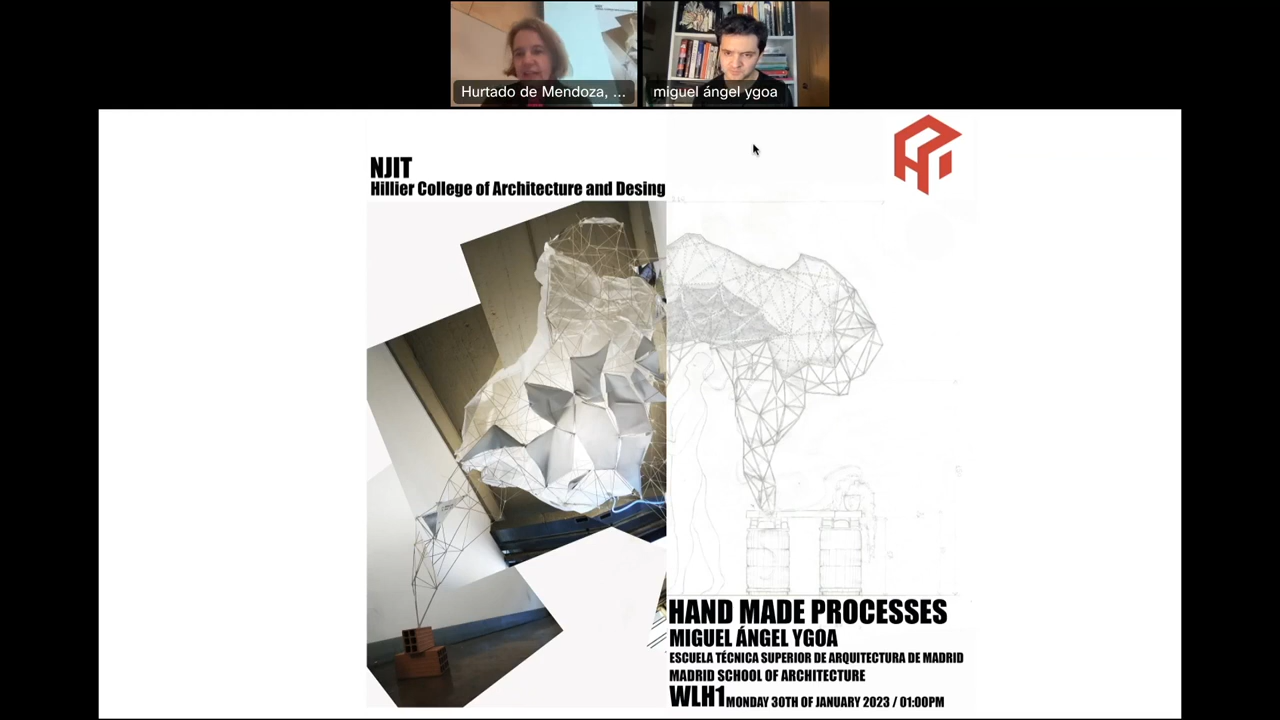 Hurtado de Mendoza, ...
miguel ángel ygoa
NJIT
Hillier College of Architecture and Desing
HAND MADE PROCESSES
MIGUEL ÁNGEL YGOA
ESCUELA TÉCNICA SUPERIOR DE ARQUITECTURA DE MADRID
MADRID SCHOOL OF ARCHITECTURE
WLH1 MONDAY 30TH OF JANUARY 2023 / 01:00PM